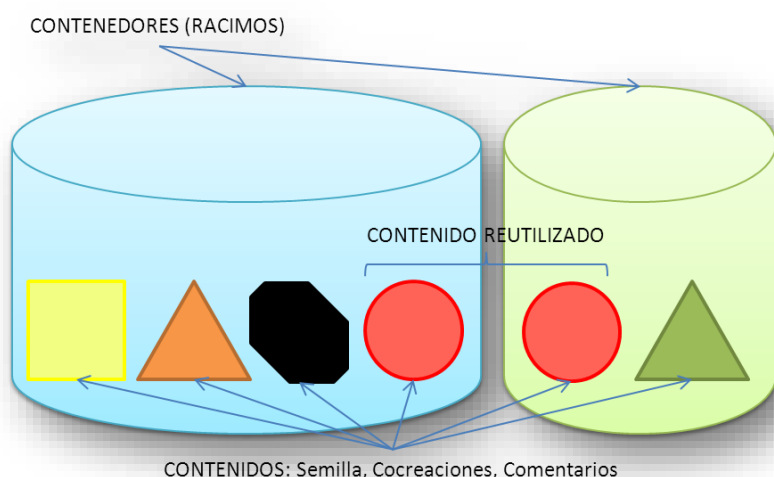 CONTENEDORES (RACIMOS)
CONTENIDO REUTILIZADO
CONTENIDOS: Semilla, Cocreaciones, Comentarios